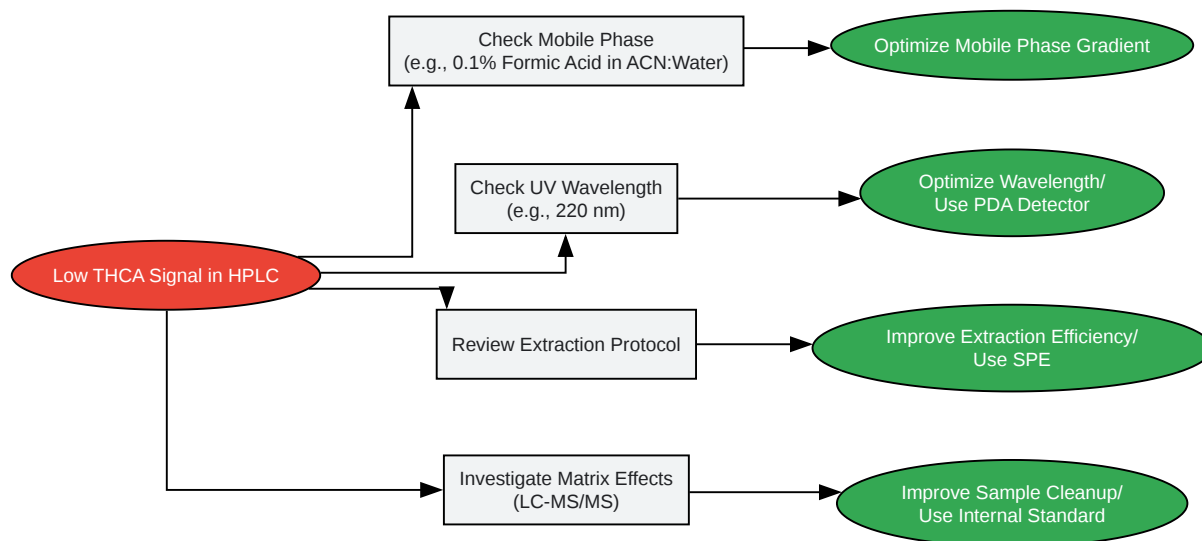 Check Mobile Phase
(e.g., 0.1% Formic Acid in ACN:Water)
Optimize Mobile Phase Gradient
Check UV Wavelength
(e.g., 220 nm)
Optimize Wavelength/
Use PDA Detector
Low THCA Signal in HPLC
Review Extraction Protocol
Improve Extraction Efficiency/
Use SPE
Investigate Matrix Effects
(LC-MS/MS)
Improve Sample Cleanup/
Use Internal Standard